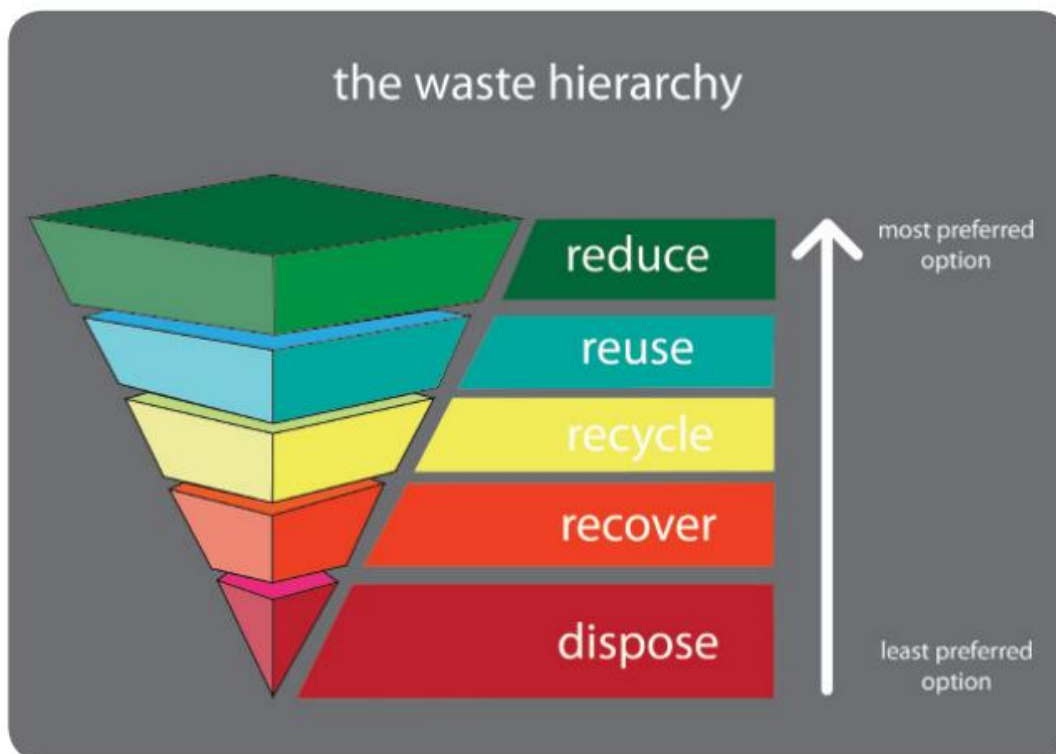 the waste hierarchy
reduce
most preferred
option
reuse
recycle
recover
dispose
least preferred
option